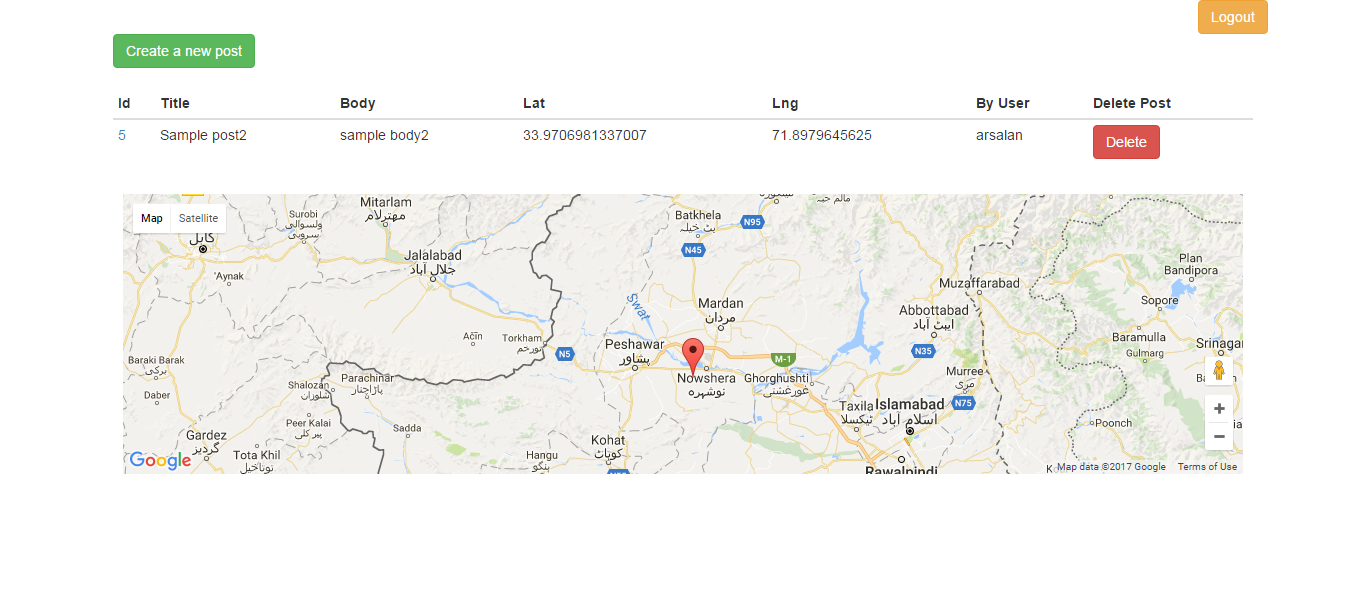 Logout
Create a new post
Id Title Body Lat Lng By User Delete Post
5 Sample post2 sample body2 33.9706981337007 71.8979645625 arsalan Delete
Map Satellite
Mitarlam
مهترلام
Surobi
ولسوالی
سروبی
کابل
Jalalabad
جلال آباد
'Aynak
Batkhela
بٹ خیلہ
N95
N45
Plan
Bandipora
Muzaffarabad
Sopore
Swat
Mardan
مردان
Abbottabad
ایبٹ آباد
Ačīn
Torkham
تورخم
N5
Peshawar
پشاور
M-1
N35
Baramulla
Gulmarg
Srinagar
Baraki Barak
برکی
Daber
Shalozan
شلوزان
Parachinar
پاڑاچنار
Nowshera
نوشہرہ
Ghorghushti
غورغشتی
Murree
مری
Taxila
ٹیکسلا
Islamabad
اسلام آباد
N75
Peer Kalai
پیر کلی
Sadda
Poonch
Gardez
گردیز
Tota Khil
توتاخیل
Hangu
ہنگو
Kohat
کوہاٹ
Rawalpindi
+
−
Google
Map data ©2017 Google Terms of Use